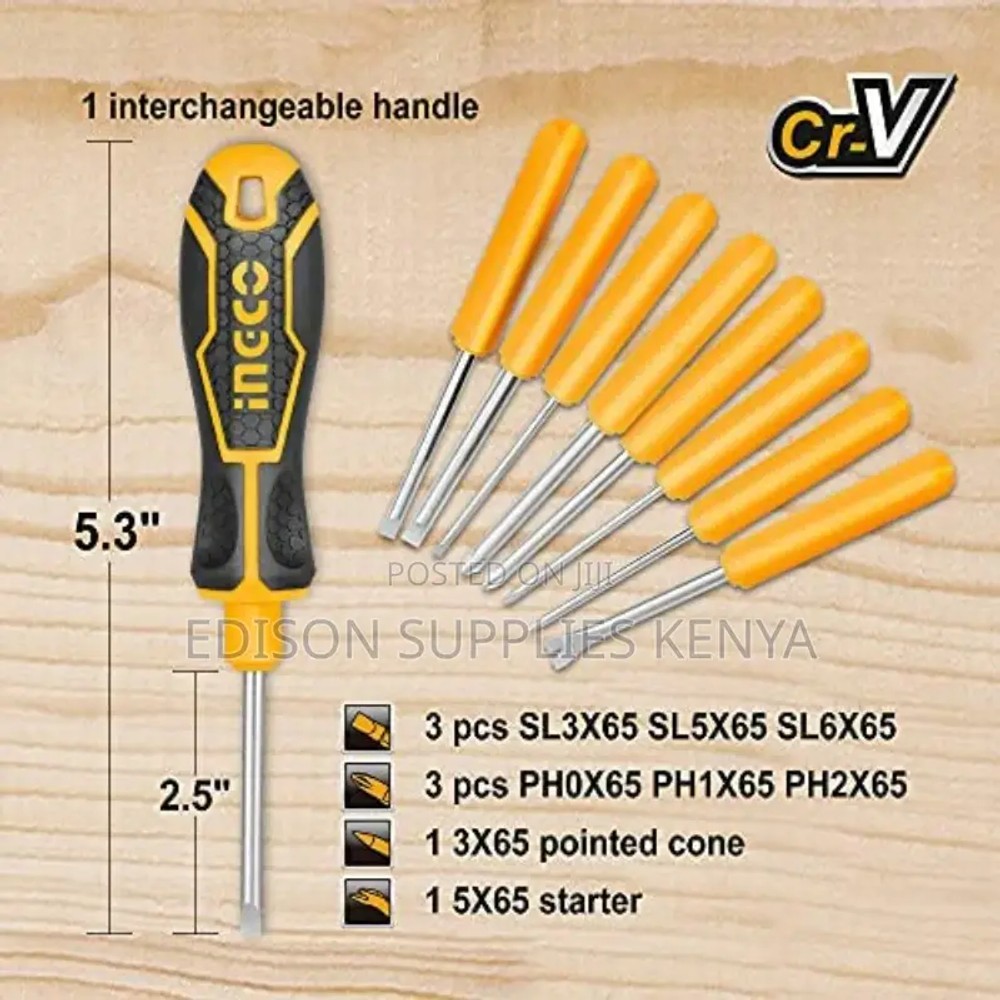 1 interchangeable handle
Cr-V
INGCO
5.3"
POSTED ON JIJI
EDISON SUPPLIES KENYA
2.5"
3 pcs SL3X65 SL5X65 SL6X65
3 pcs PH0X65 PH1X65 PH2X65
1 3X65 pointed cone
1 5X65 starter